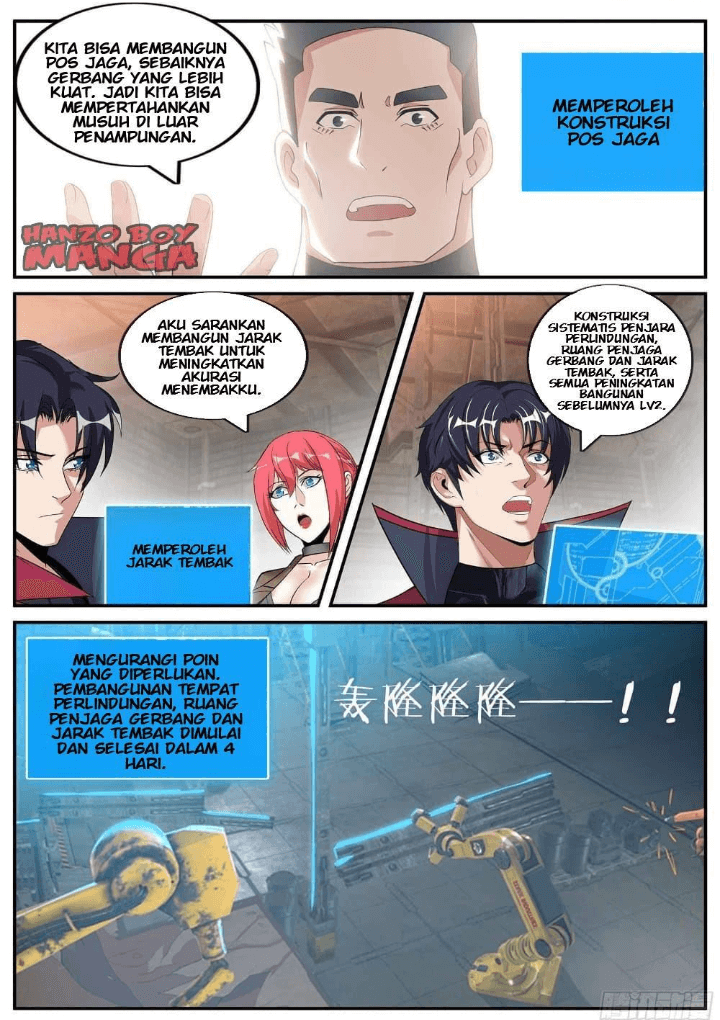 KITA BISA MEMBANGUN
POS JAGA, SEBAIKNYA
GERBANG YANG LEBIH
KUAT. JADI KITA BISA
MEMPERTAHANKAN
MUSUH DI LUAR
PENAMPUNGAN.
MEMPEROLEH
KONSTRUKSI
POS JAGA
HANZO BOY
MANGA
AKU SARANKAN
MEMBANGUN JARAK
TEMBAK UNTUK
MENINGKATKAN
AKURASI
MENEMBAKKU.
MEMPEROLEH
JARAK TEMBAK
KONSTRUKSI
SISTEMATIS PENJARA
PERLINDUNGAN,
RUANG PENJAGA
GERBANG DAN JARAK
TEMBAK, SERTA
SEMUA PENINGKATAN
BANGUNAN
SEBELUMNYA LV2.
MENGURANGI POIN
YANG DIPERLUKAN.
PEMBANGUNAN TEMPAT
PERLINDUNGAN, RUANG
PENJAGA GERBANG DAN
JARAK TEMBAK DIMULAI
DAN SELESAI DALAM 4
HARI.
轰隆隆隆——！！